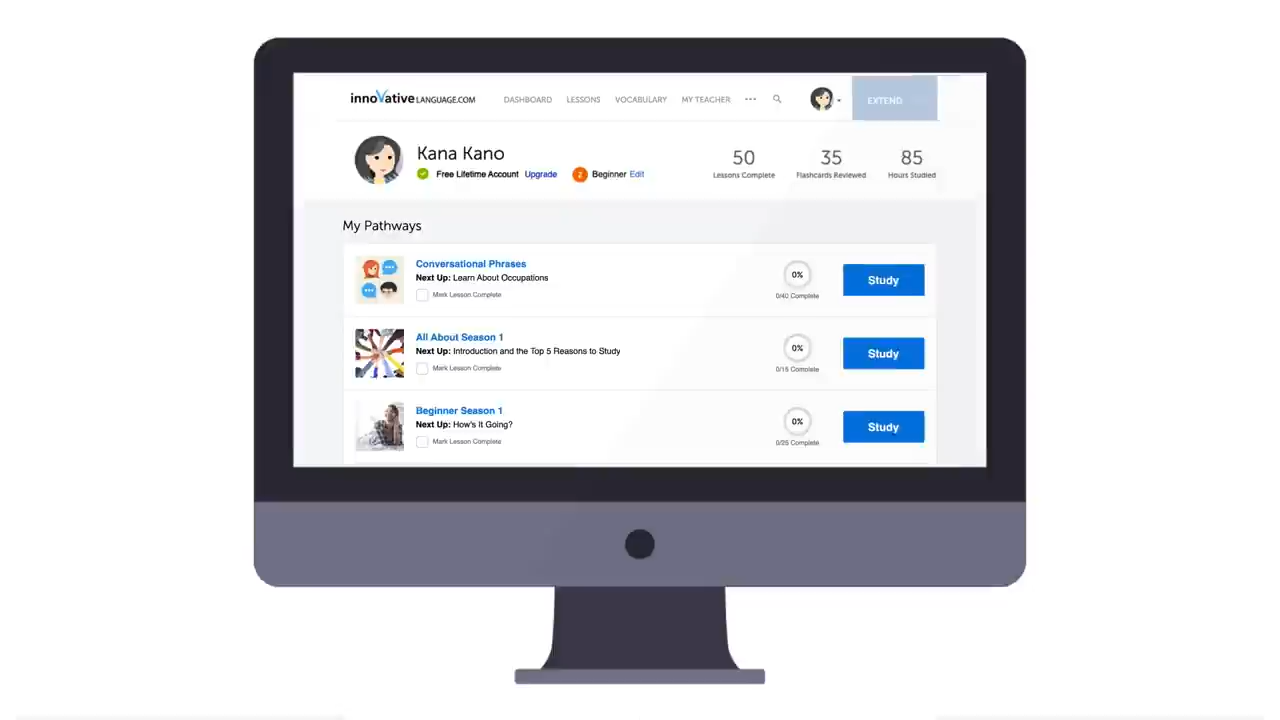 innoVative LANGUAGE.COM DASHBOARD LESSONS VOCABULARY MY TEACHER ••• EXTEND
Kana Kano
Free Lifetime Account Upgrade 2 Beginner Edit
50 35 85
Lessons Complete Flashcards Reviewed Hours Studied
My Pathways
Conversational Phrases
Next Up: Learn About Occupations
Mark Lesson Complete
0%
0/40 Complete
Study
All About Season 1
Next Up: Introduction and the Top 5 Reasons to Study
Mark Lesson Complete
0%
0/15 Complete
Study
Beginner Season 1
Next Up: How's It Going?
Mark Lesson Complete
0%
0/25 Complete
Study